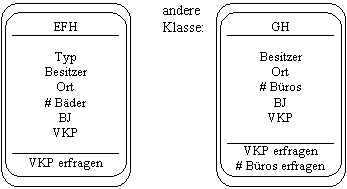 EFH
Typ
Besitzer
Ort
# Bäder
BJ
VKP
VKP erfragen
andere
Klasse:
GH
Besitzer
Ort
# Büros
BJ
VKP
VKP erfragen
# Büros erfragen